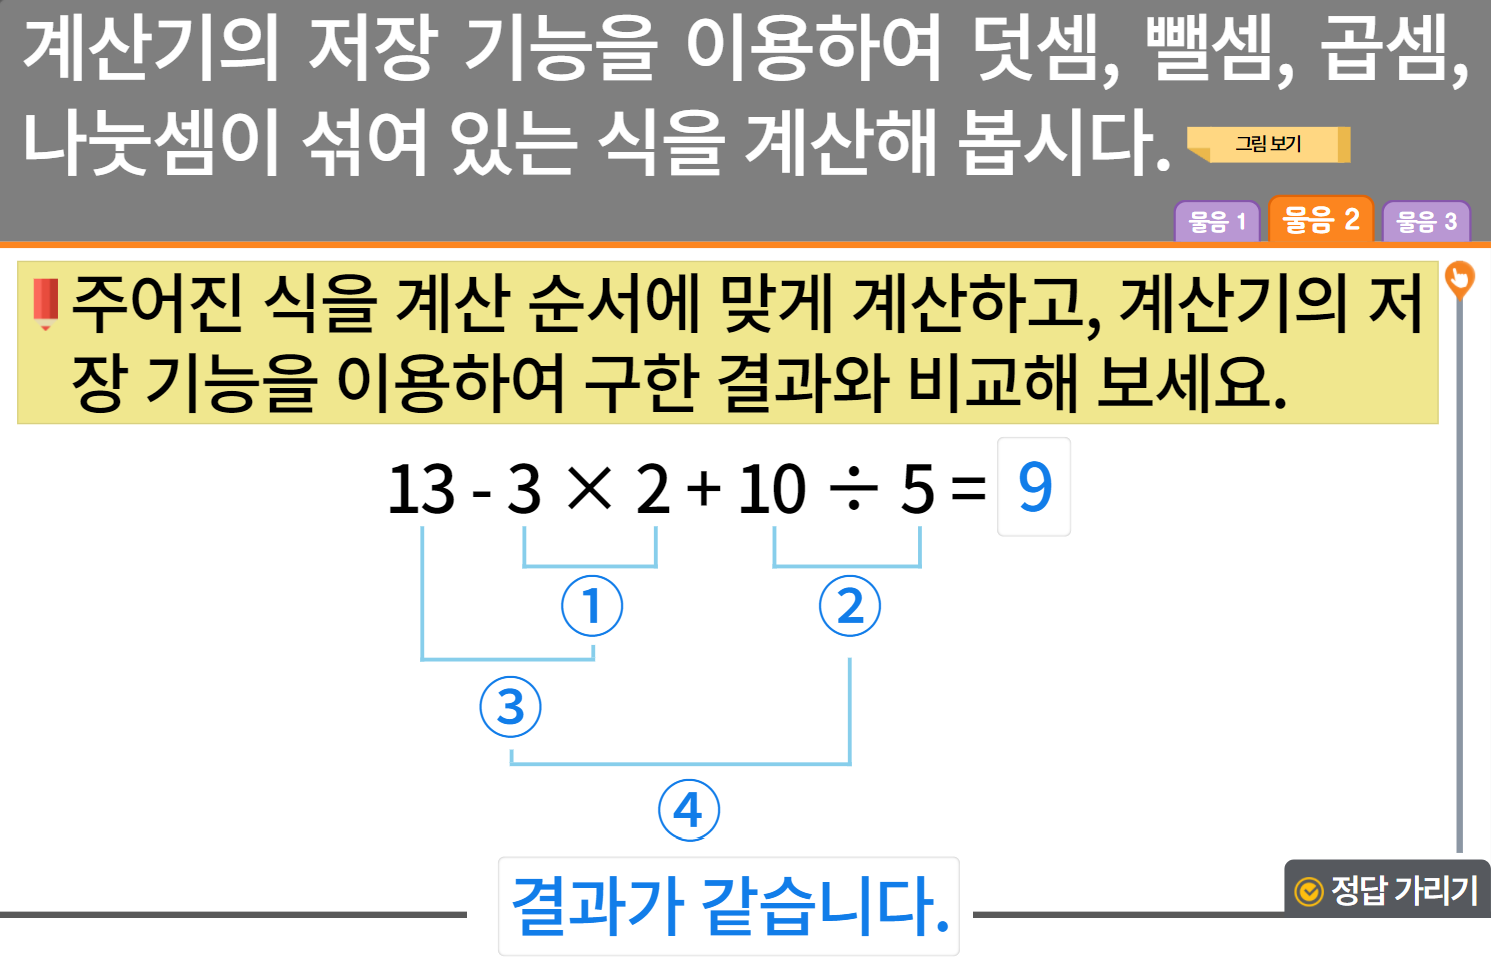 계산기의 저장 기능을 이용하여 덧셈, 뺄셈, 곱셈,
나눗셈이 섞여 있는 식을 계산해 봅시다.
그림 보기
물음 1
물음 2
물음 3
주어진 식을 계산 순서에 맞게 계산하고, 계산기의 저
장 기능을 이용하여 구한 결과와 비교해 보세요.
13 - 3 × 2 + 10 ÷ 5 = 9
① ②
③
④
결과가 같습니다.
정답 가리기